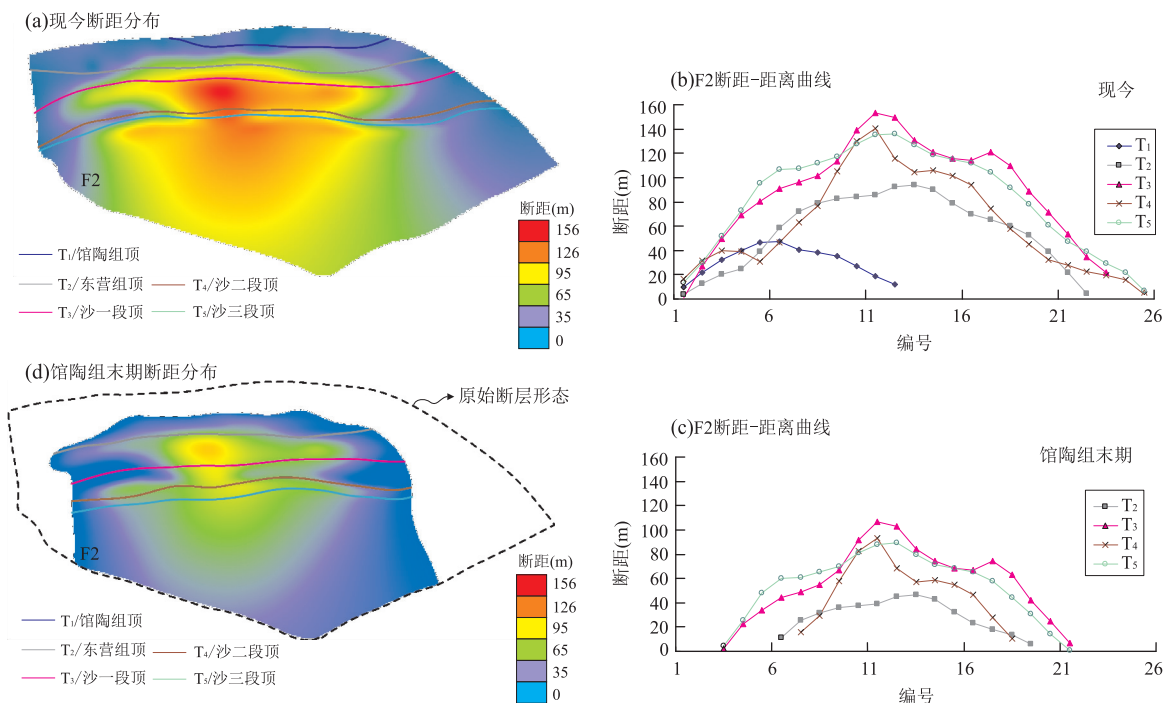 (a)现今断距分布
F2
T₁/馆陶组顶
T₂/东营组顶
T₄/沙二段顶
T₃/沙一段顶
T₅/沙三段顶
断距(m)
156
126
95
65
35
0
(b)F2断距-距离曲线
现今
断距(m)
160
140
120
100
80
60
40
20
0
1
6
11
16
21
26
编号
T₁
T₂
T₃
T₄
T₅
(d)馆陶组末期断距分布
原始断层形态
F2
T₁/馆陶组顶
T₂/东营组顶
T₄/沙二段顶
T₃/沙一段顶
T₅/沙三段顶
断距(m)
156
126
95
65
35
0
(c)F2断距-距离曲线
馆陶组末期
断距(m)
160
140
120
100
80
60
40
20
0
1
6
11
16
21
26
编号
T₂
T₃
T₄
T₅